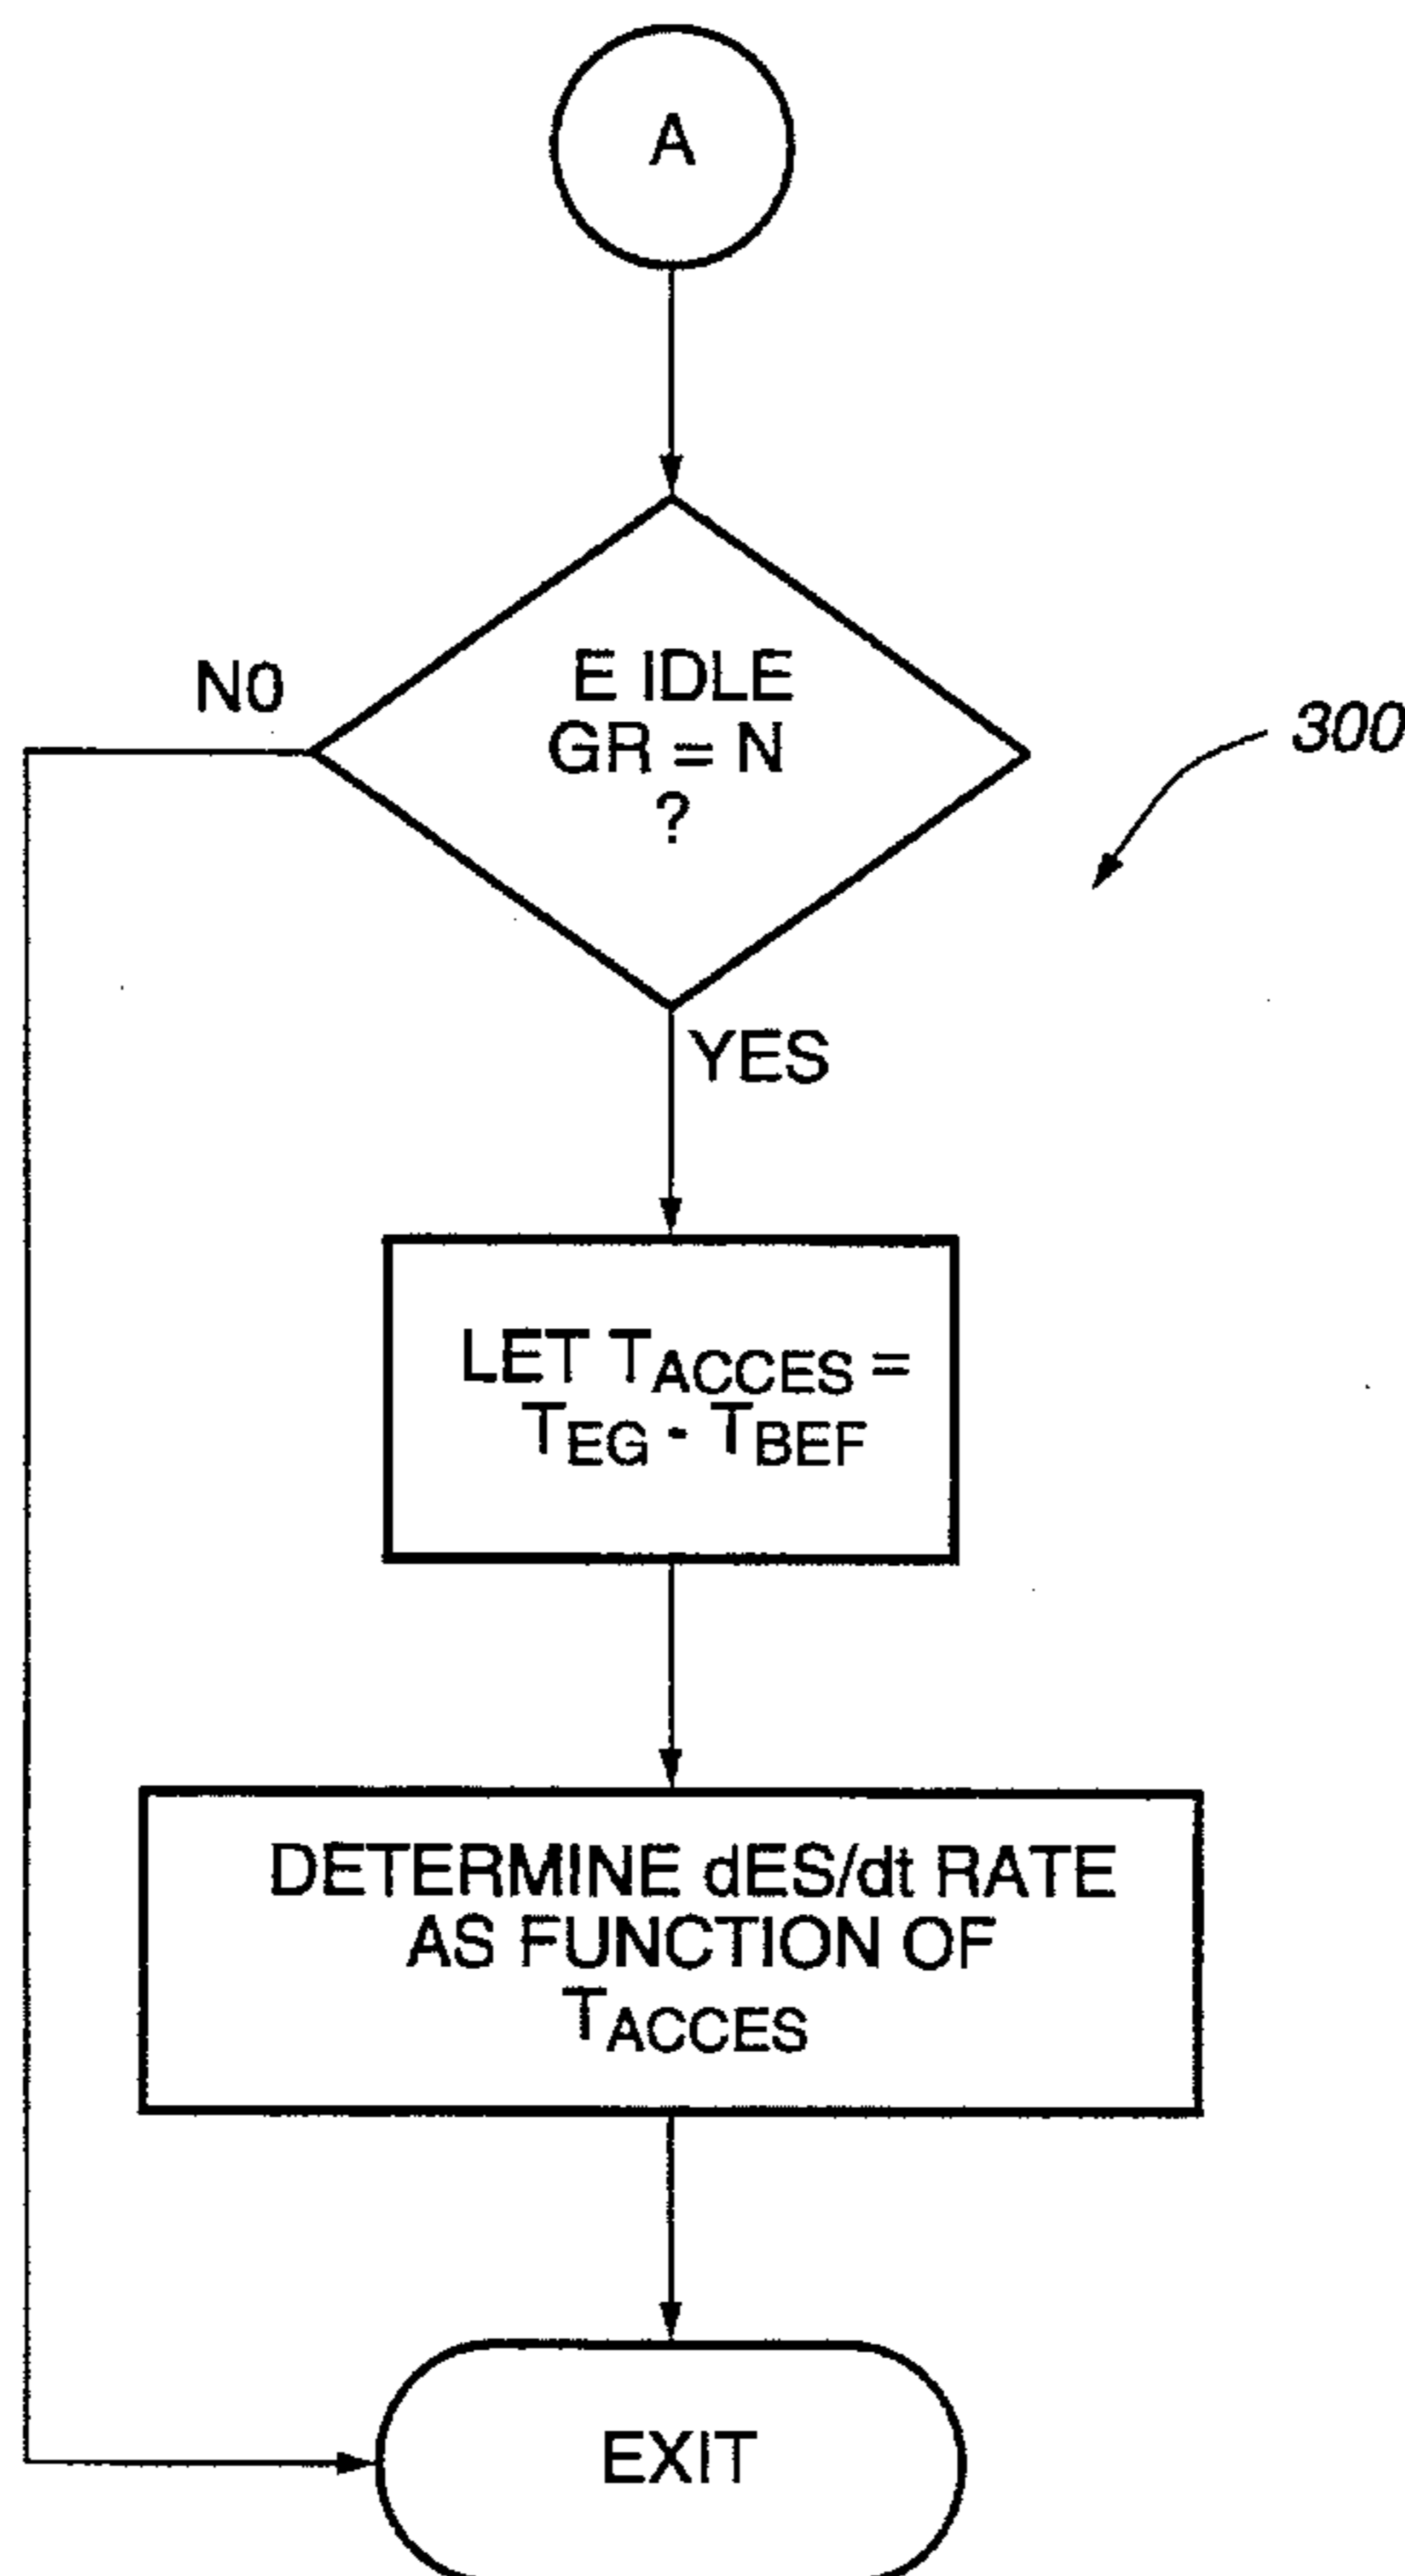 A
E IDLE
GR = N
?
N0
300
YES
LET TACCES =
TEG - TBEF
DETERMINE dES/dt RATE
AS FUNCTION OF
TACCES
EXIT